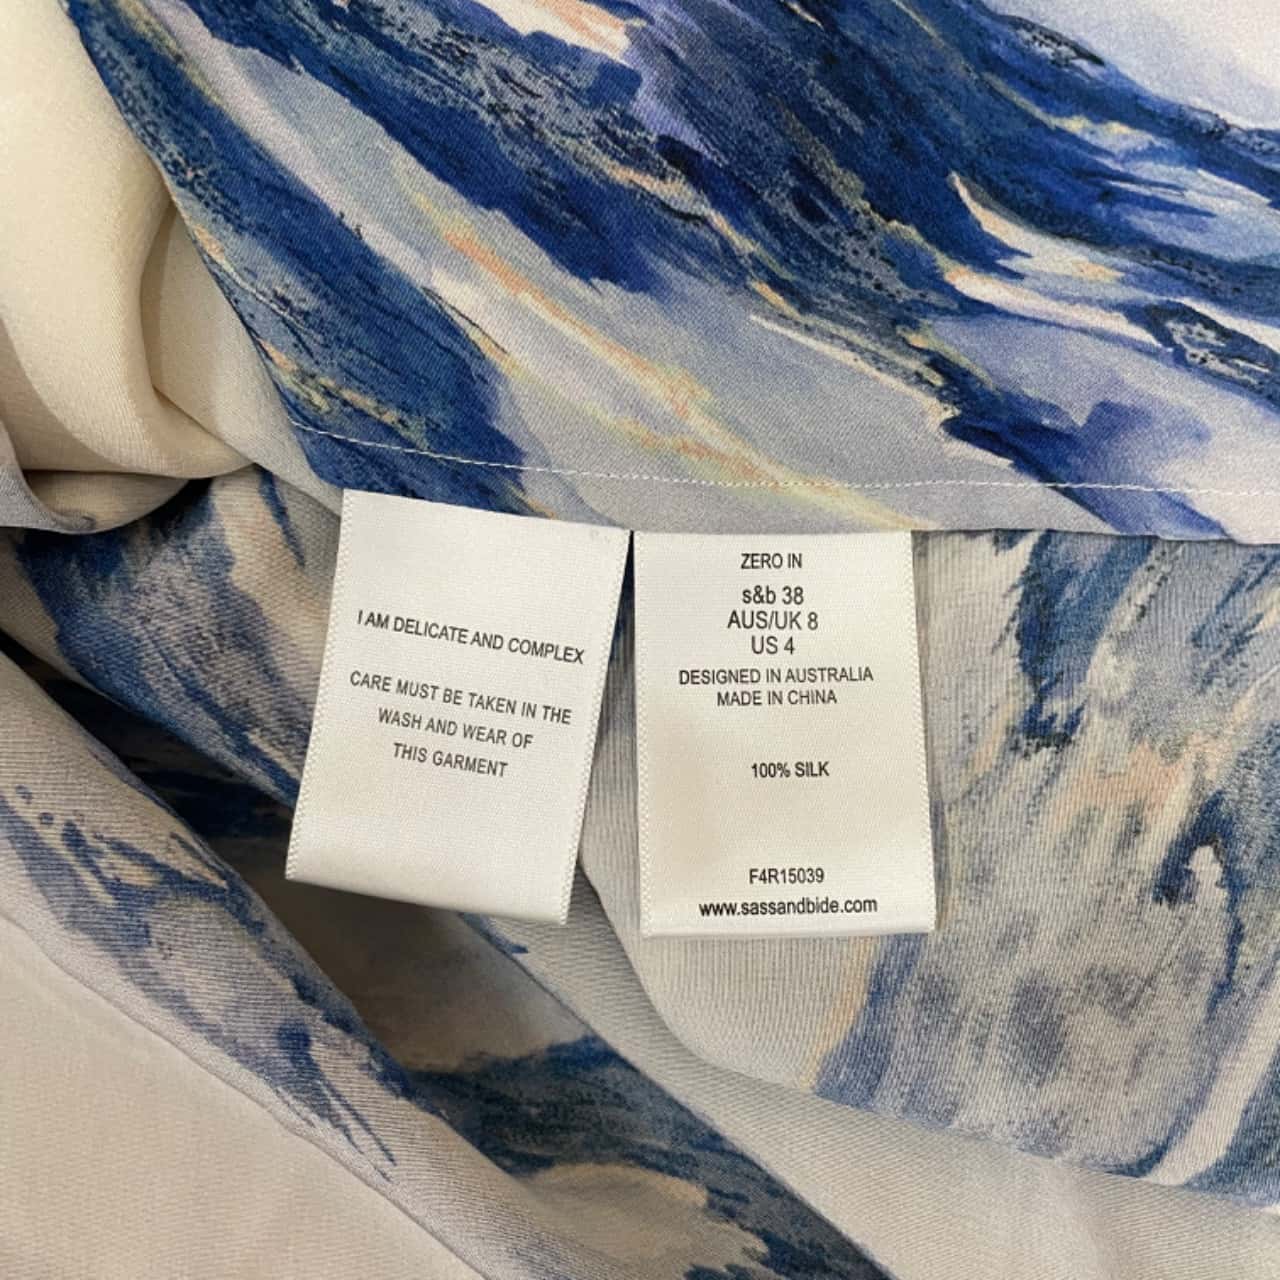 I AM DELICATE AND COMPLEX
CARE MUST BE TAKEN IN THE
WASH AND WEAR OF
THIS GARMENT
ZERO IN
s&b 38
AUS/UK 8
US 4
DESIGNED IN AUSTRALIA
MADE IN CHINA
100% SILK
F4R15039
www.sassandbide.com